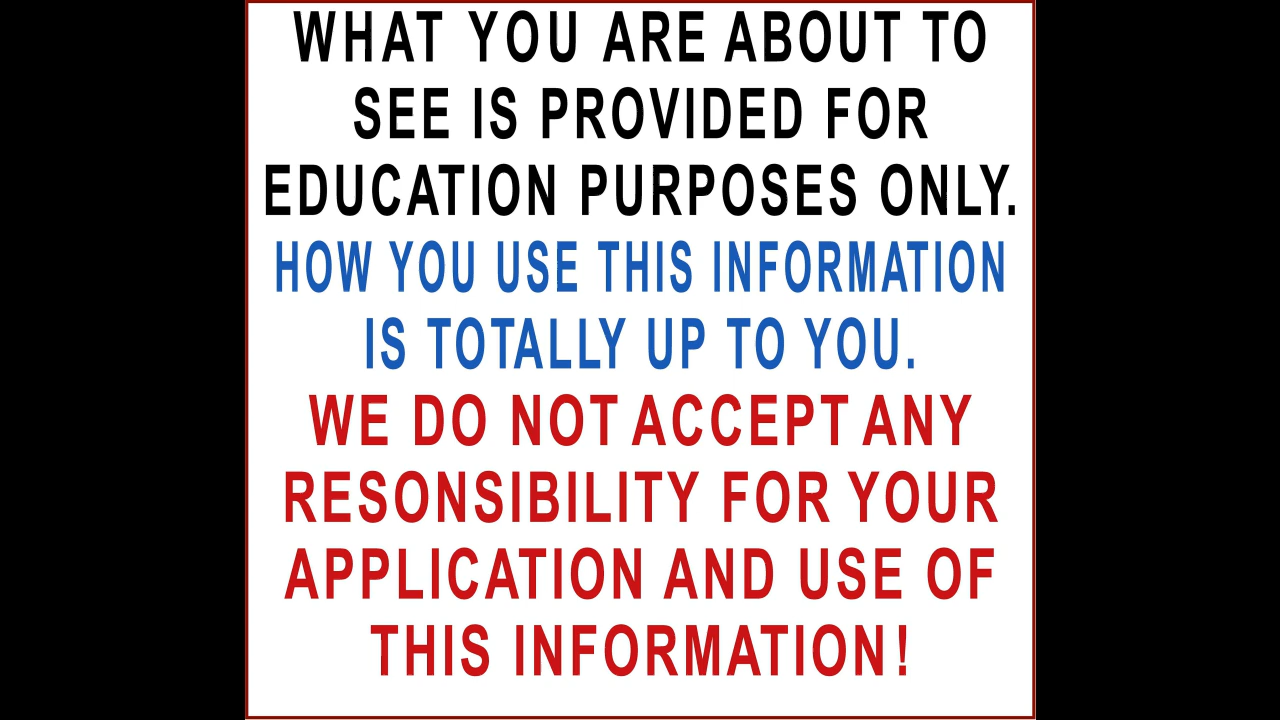 WHAT YOU ARE ABOUT TO
SEE IS PROVIDED FOR
EDUCATION PURPOSES ONLY.
HOW YOU USE THIS INFORMATION
IS TOTALLY UP TO YOU.
WE DO NOT ACCEPT ANY
RESONSIBILITY FOR YOUR
APPLICATION AND USE OF
THIS INFORMATION!